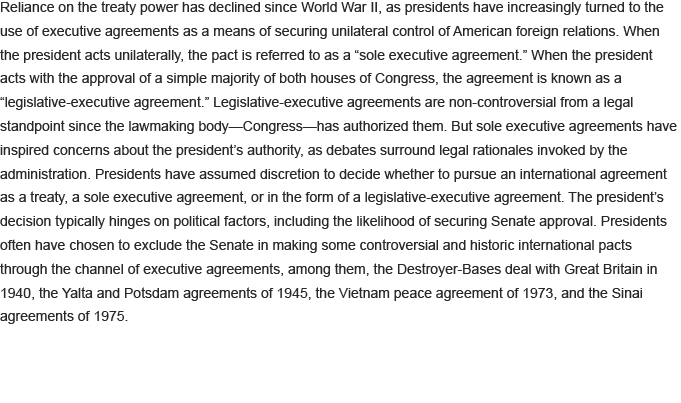 Reliance on the treaty power has declined since World War II, as presidents have increasingly turned to the
use of executive agreements as a means of securing unilateral control of American foreign relations. When
the president acts unilaterally, the pact is referred to as a “sole executive agreement.” When the president
acts with the approval of a simple majority of both houses of Congress, the agreement is known as a
“legislative-executive agreement.” Legislative-executive agreements are non-controversial from a legal
standpoint since the lawmaking body—Congress—has authorized them. But sole executive agreements have
inspired concerns about the president’s authority, as debates surround legal rationales invoked by the
administration. Presidents have assumed discretion to decide whether to pursue an international agreement
as a treaty, a sole executive agreement, or in the form of a legislative-executive agreement. The president’s
decision typically hinges on political factors, including the likelihood of securing Senate approval. Presidents
often have chosen to exclude the Senate in making some controversial and historic international pacts
through the channel of executive agreements, among them, the Destroyer-Bases deal with Great Britain in
1940, the Yalta and Potsdam agreements of 1945, the Vietnam peace agreement of 1973, and the Sinai
agreements of 1975.